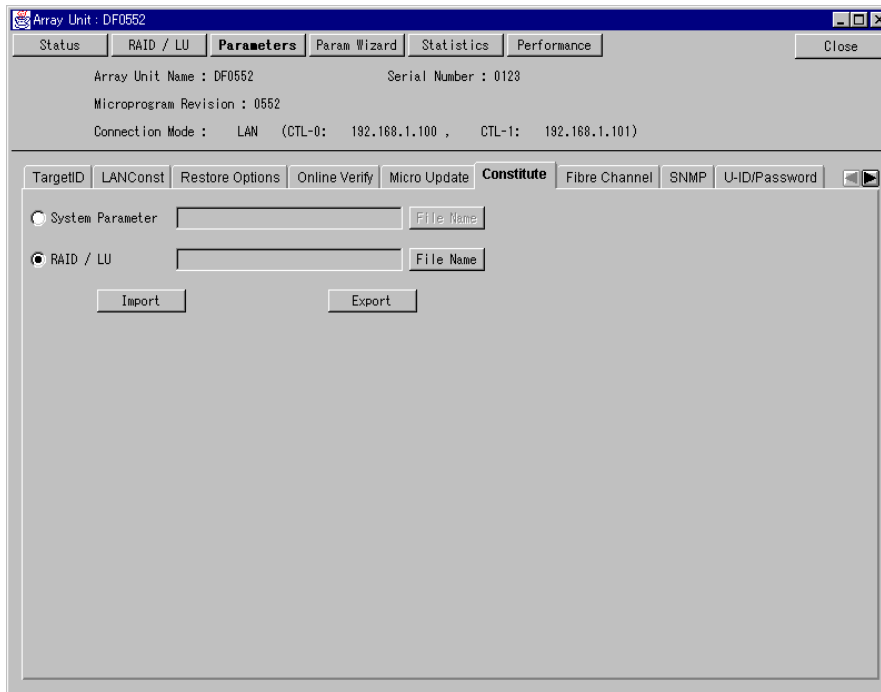 Array Unit : DF0552
Status RAID / LU Parameters Param Wizard Statistics Performance Close
Array Unit Name : DF0552 Serial Number : 0123
Microprogram Revision : 0552
Connection Mode : LAN (CTL-0: 192.168.1.100 , CTL-1: 192.168.1.101)
TargetID LANConst Restore Options Online Verify Micro Update Constitute Fibre Channel SNMP U-ID/Password
System Parameter File Name
RAID / LU File Name
Import Export